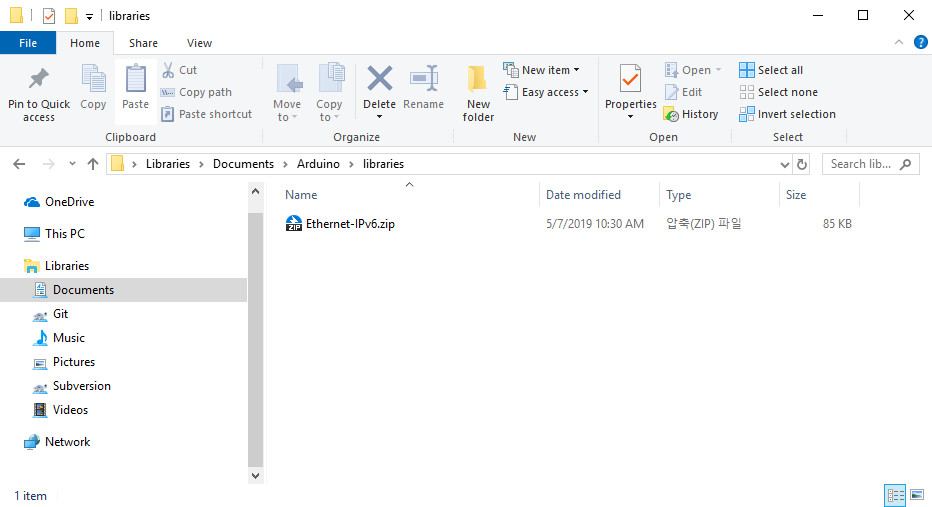 libraries
File Home Share View
Pin to Quick access
Copy
Paste
Cut
Copy path
Paste shortcut
Clipboard
Move to
Copy to
Delete
Rename
Organize
New folder
New item
Easy access
New
Properties
Open
Edit
History
Open
Select all
Select none
Invert selection
Select
Libraries > Documents > Arduino > libraries
Search lib...
OneDrive
This PC
Libraries
Documents
Git
Music
Pictures
Subversion
Videos
Network
Name Date modified Type Size
ZIP Ethernet-IPv6.zip 5/7/2019 10:30 AM 압축(ZIP) 파일 85 KB
1 item